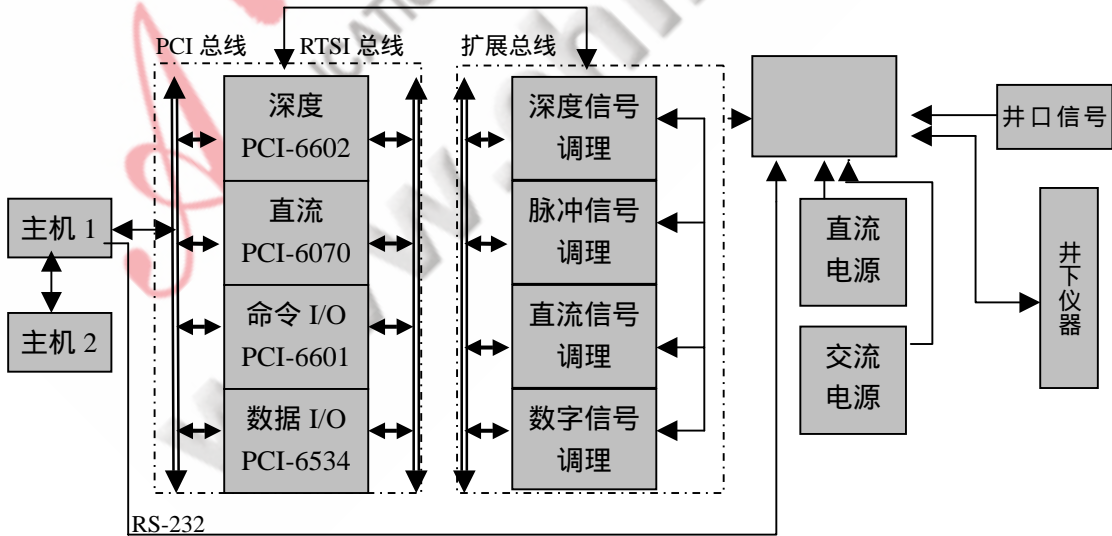 PCI 总线
RTSI 总线
扩展总线
深度
PCI-6602
直流
PCI-6070
命令 I/O
PCI-6601
数据 I/O
PCI-6534
深度信号
调理
脉冲信号
调理
直流信号
调理
数字信号
调理
主机 1
主机 2
井口信号
直流
电源
交流
电源
井下仪器
RS-232